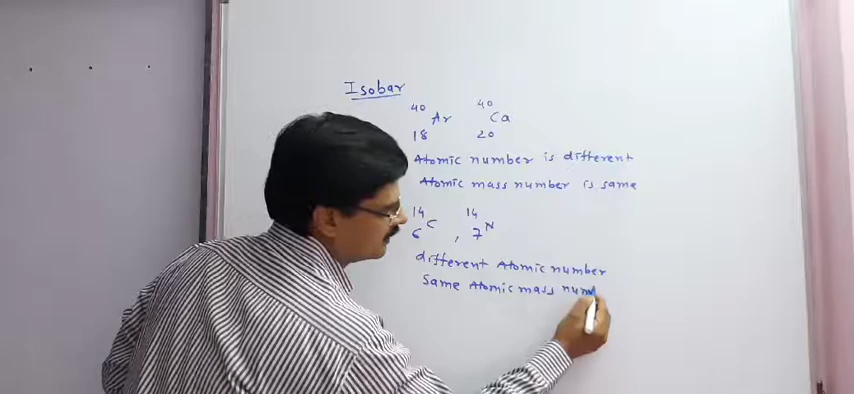 Isobar
40 40
Ar Ca
18 20
Atomic number is different
Atomic mass number is same
14 14
C N
6 , 7
different Atomic number
Same Atomic mass num